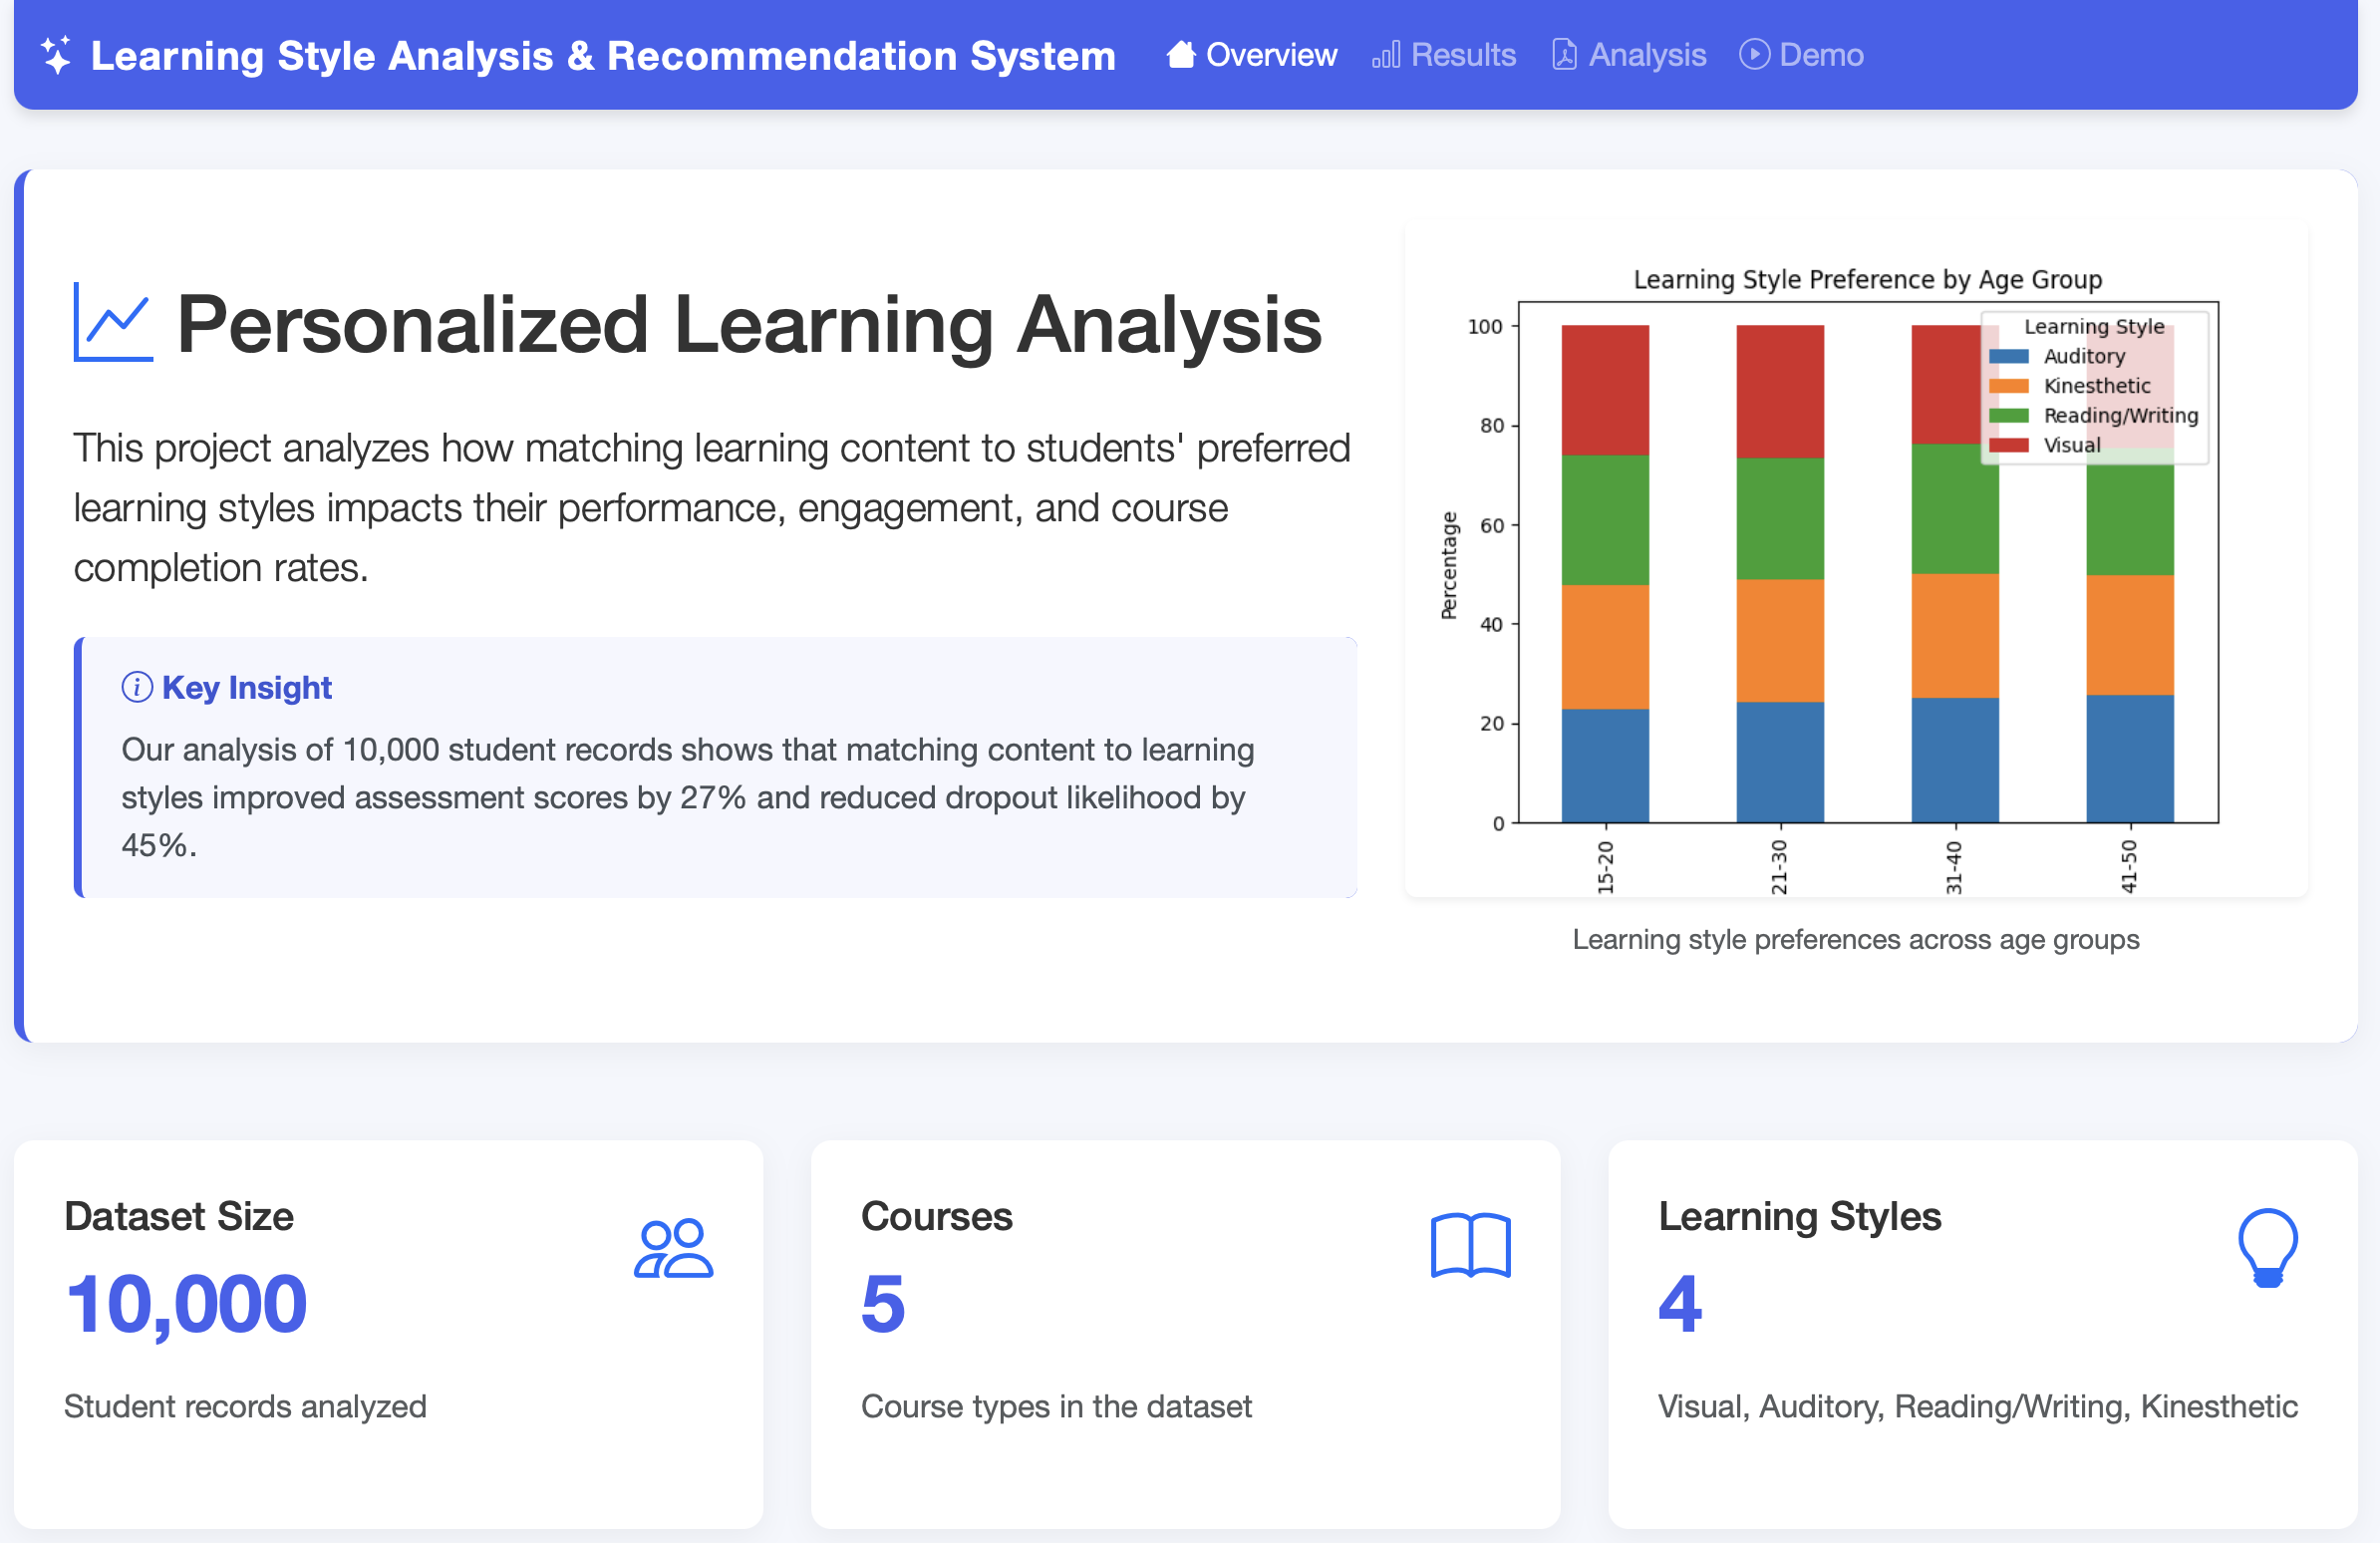 Learning Style Analysis & Recommendation System Overview Results Analysis Demo
Personalized Learning Analysis
This project analyzes how matching learning content to students' preferred
learning styles impacts their performance, engagement, and course
completion rates.
Key Insight
Our analysis of 10,000 student records shows that matching content to learning
styles improved assessment scores by 27% and reduced dropout likelihood by
45%.
Learning Style Preference by Age Group
Learning Style
Auditory
Kinesthetic
Reading/Writing
Visual
Percentage
100
80
60
40
20
0
15-20 21-30 31-40 41-50
Learning style preferences across age groups
Dataset Size
10,000
Student records analyzed
Courses
5
Course types in the dataset
Learning Styles
4
Visual, Auditory, Reading/Writing, Kinesthetic